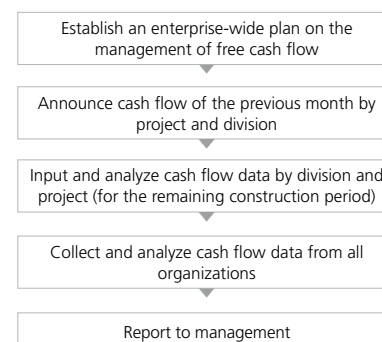 Establish an enterprise-wide plan on the
management of free cash flow
Announce cash flow of the previous month by
project and division
Input and analyze cash flow data by division and
project (for the remaining construction period)
Collect and analyze cash flow data from all
organizations
Report to management